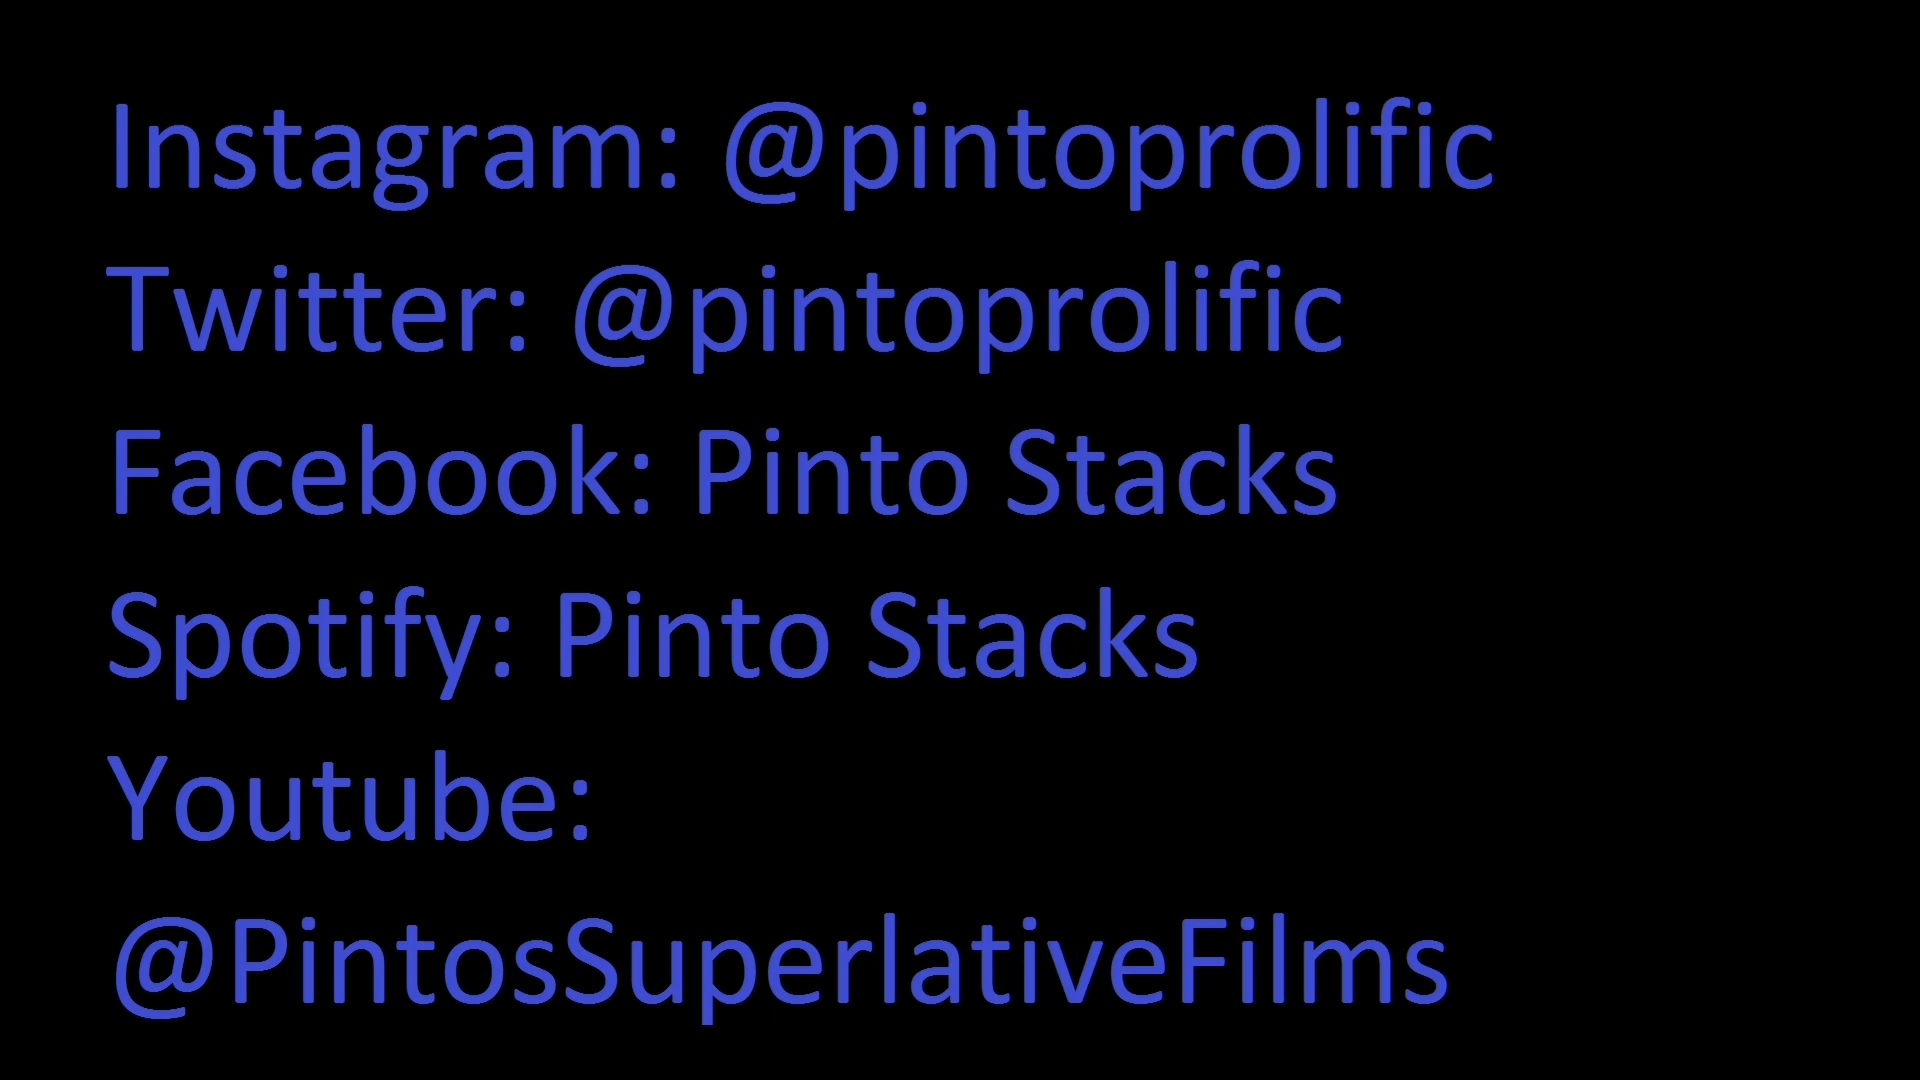 Instagram: @pintoprolific
Twitter: @pintoprolific
Facebook: Pinto Stacks
Spotify: Pinto Stacks
Youtube:
@PintosSuperlativeFilms